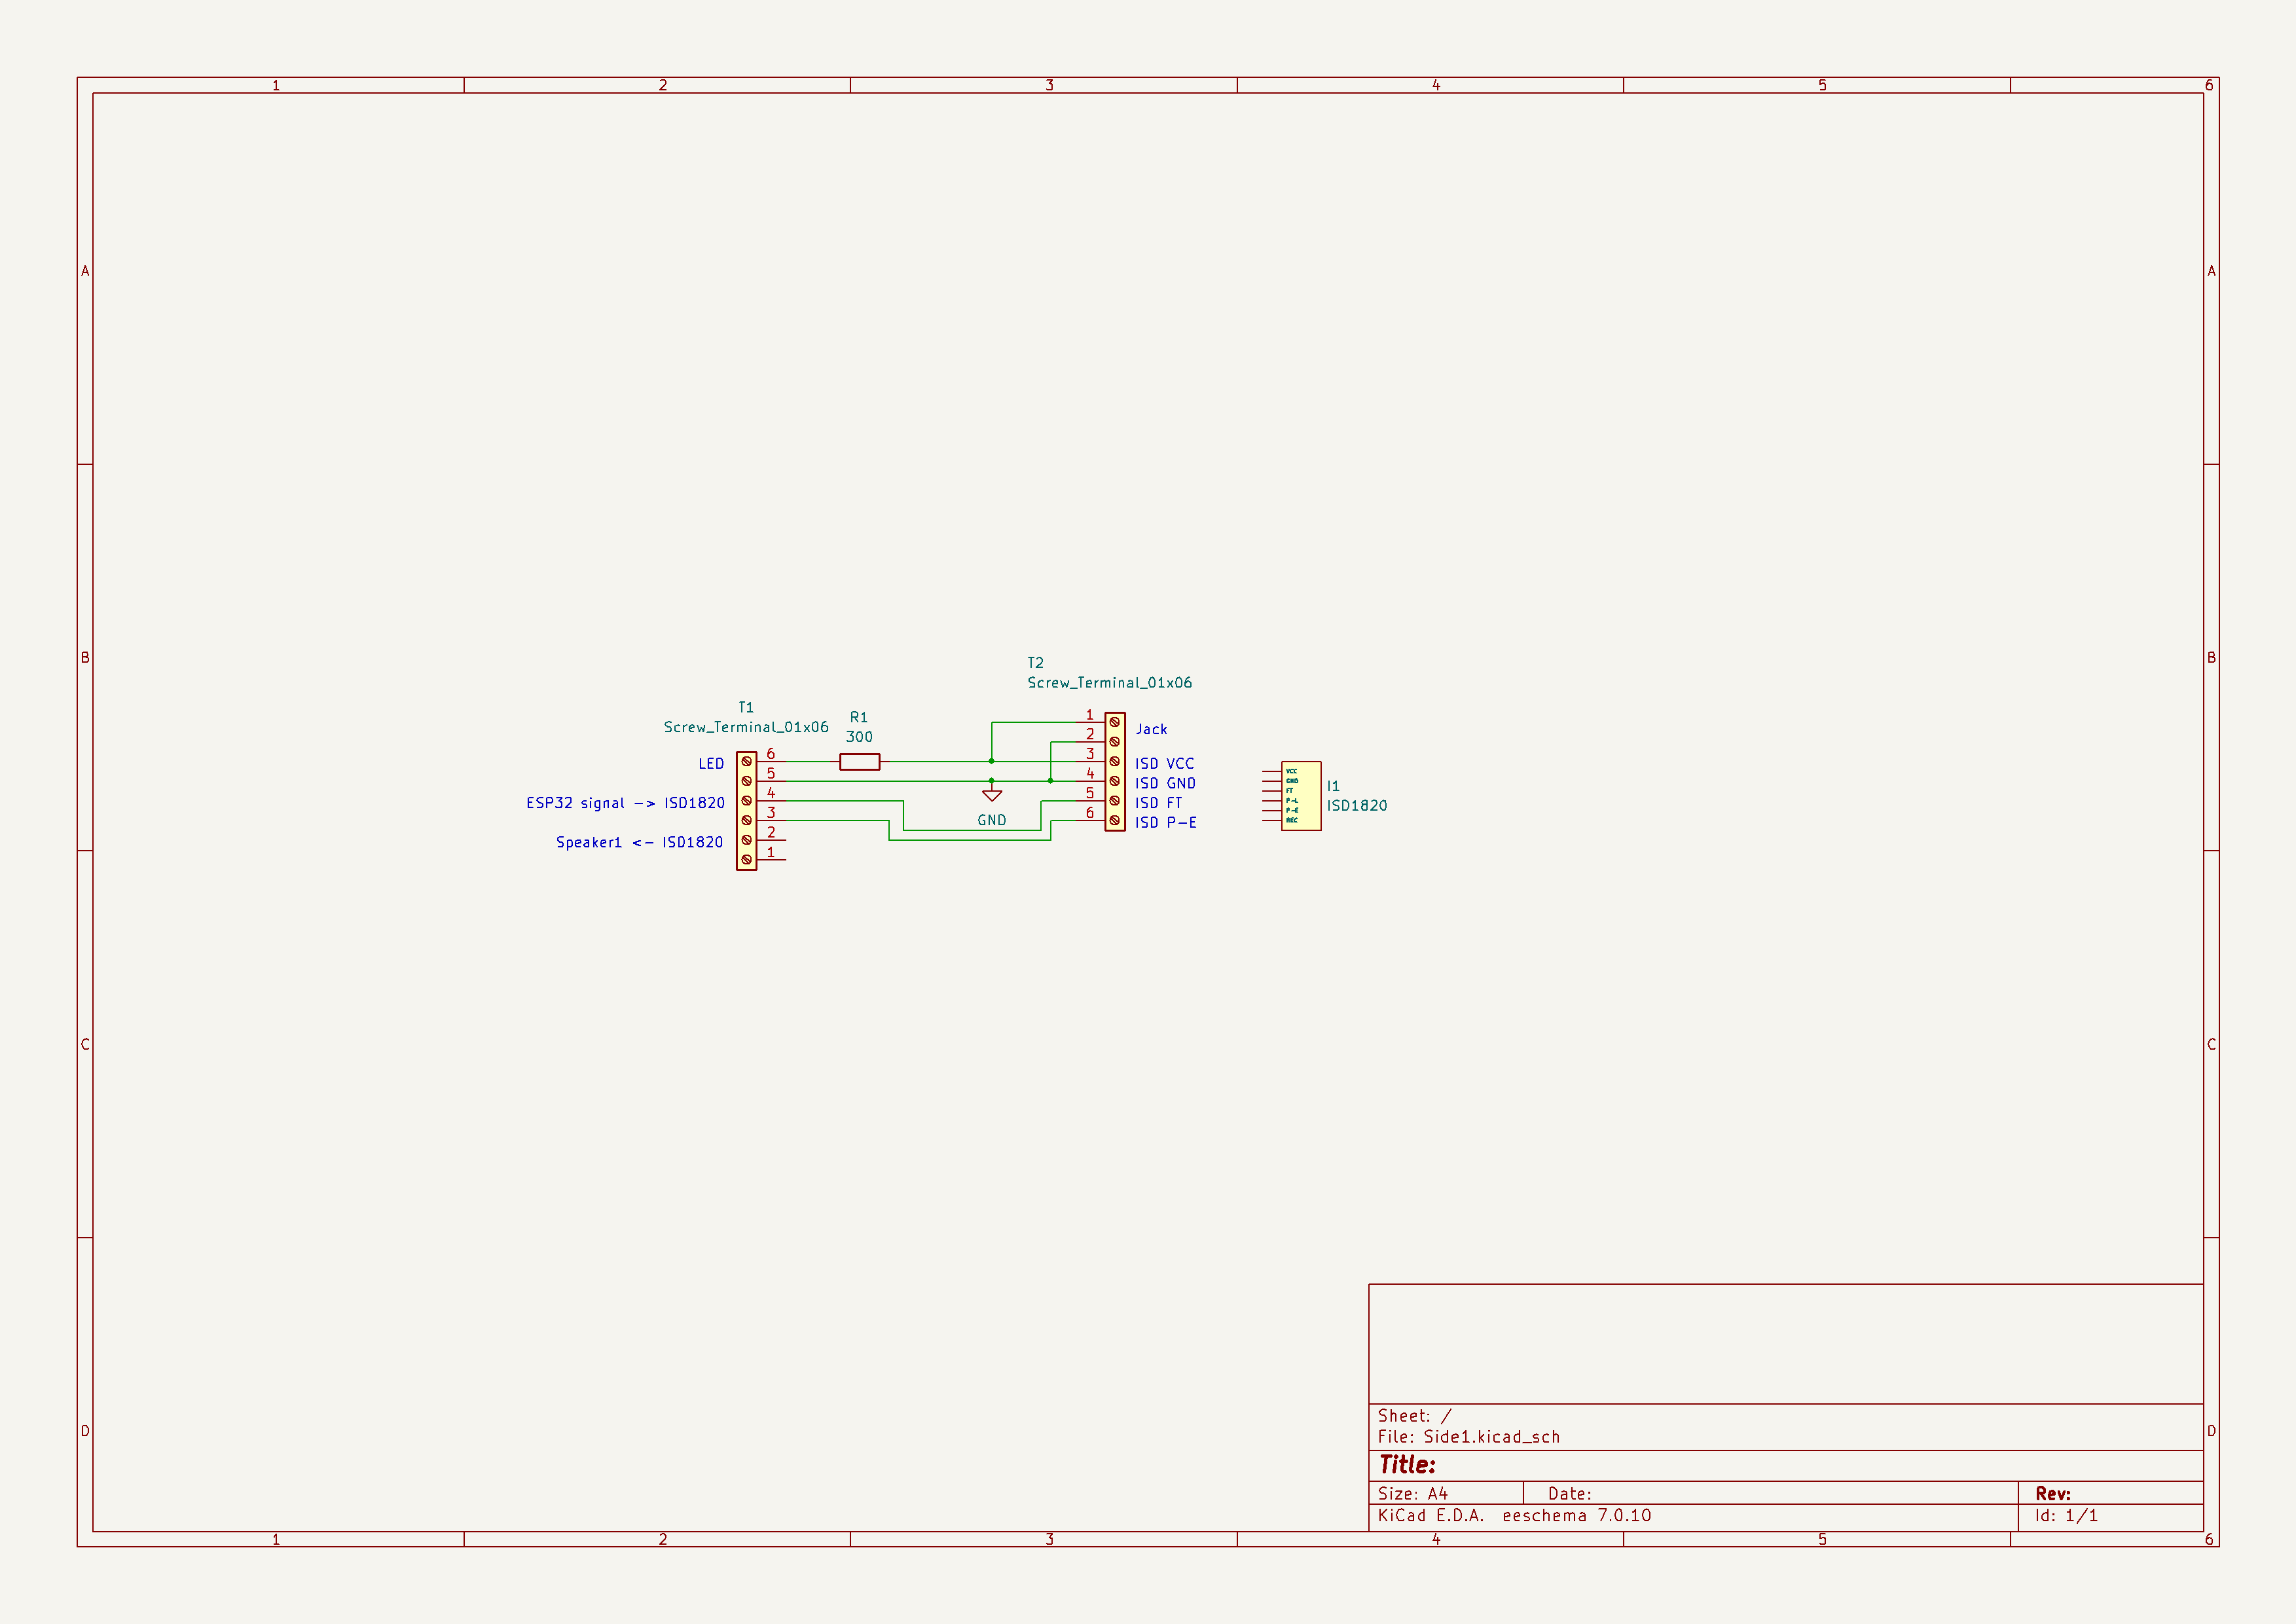 1 2 3 4 5 6
A A
T2
Screw_Terminal_01x06
B B
T1
Screw_Terminal_01x06
R1
300
1
2
3
4
5
6
Jack
ISD VCC
ISD GND
ISD FT
ISD P-E
6
5
4
3
2
1
LED
ESP32 signal -> ISD1820
Speaker1 <- ISD1820
GND
VCC
GND
FT
P-L
P-E
REC
I1
ISD1820
C C
D D
Sheet: /
File: Side1.kicad_sch
Title:
Size: A4 Date: Rev:
KiCad E.D.A. eeschema 7.0.10 Id: 1/1
1 2 3 4 5 6